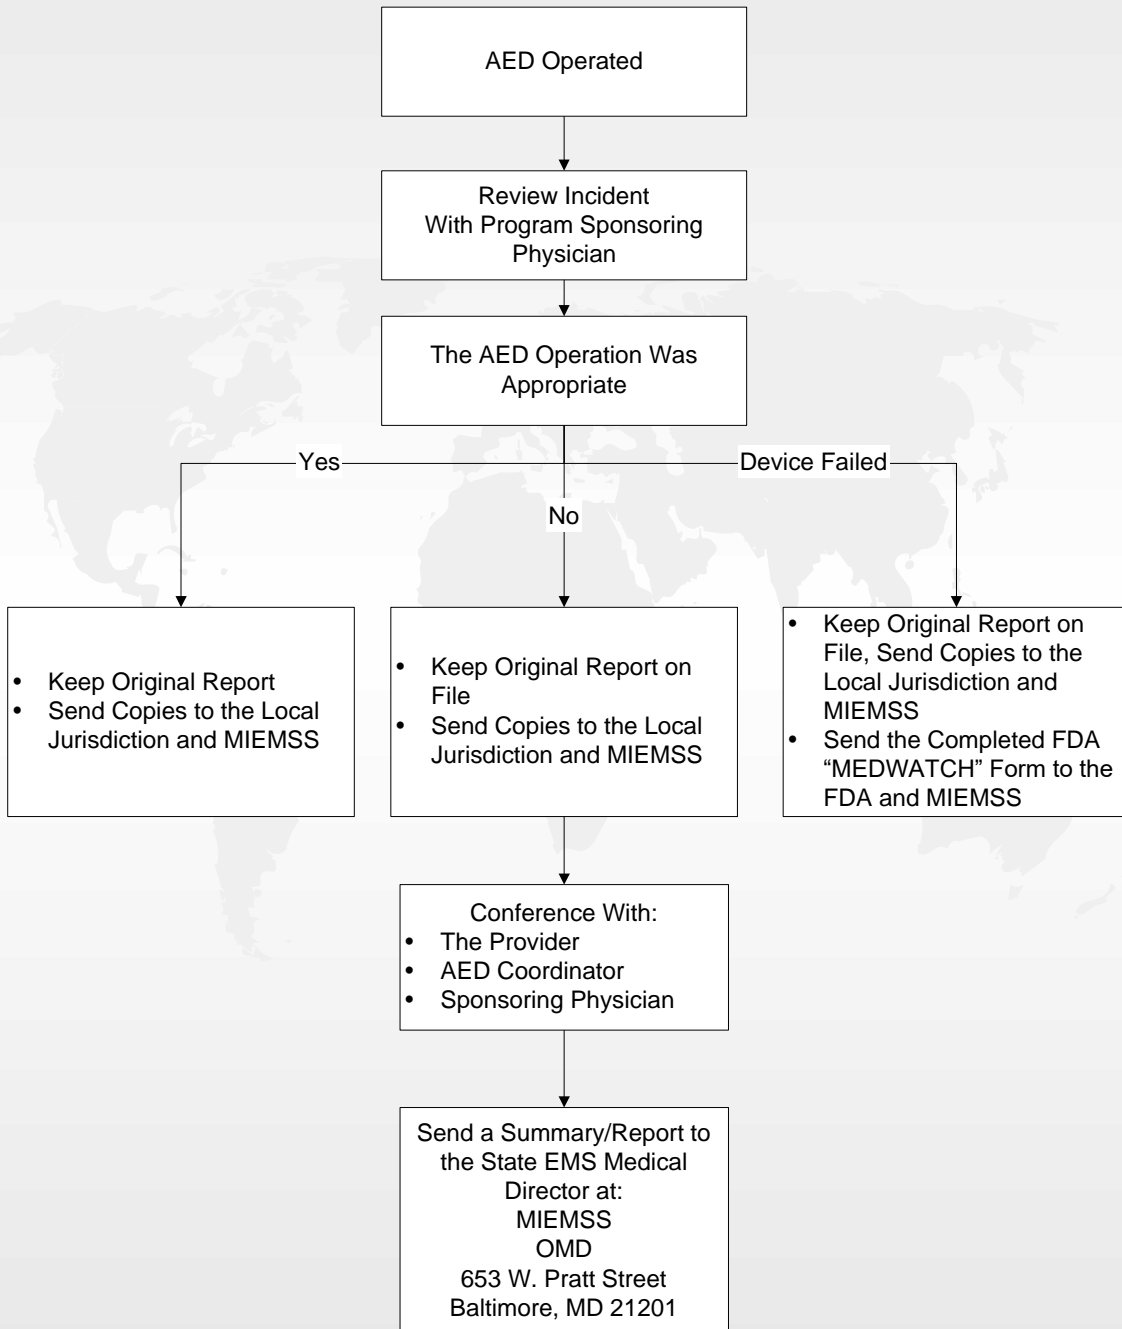 AED Operated
Review Incident
With Program Sponsoring
Physician
The AED Operation Was
Appropriate
Yes
No
Device Failed
• Keep Original Report
• Send Copies to the Local
Jurisdiction and MIEMSS
• Keep Original Report on
File
• Send Copies to the Local
Jurisdiction and MIEMSS
• Keep Original Report on
File, Send Copies to the
Local Jurisdiction and
MIEMSS
• Send the Completed FDA
“MEDWATCH” Form to the
FDA and MIEMSS
Conference With:
• The Provider
• AED Coordinator
• Sponsoring Physician
Send a Summary/Report to
the State EMS Medical
Director at:
MIEMSS
OMD
653 W. Pratt Street
Baltimore, MD 21201